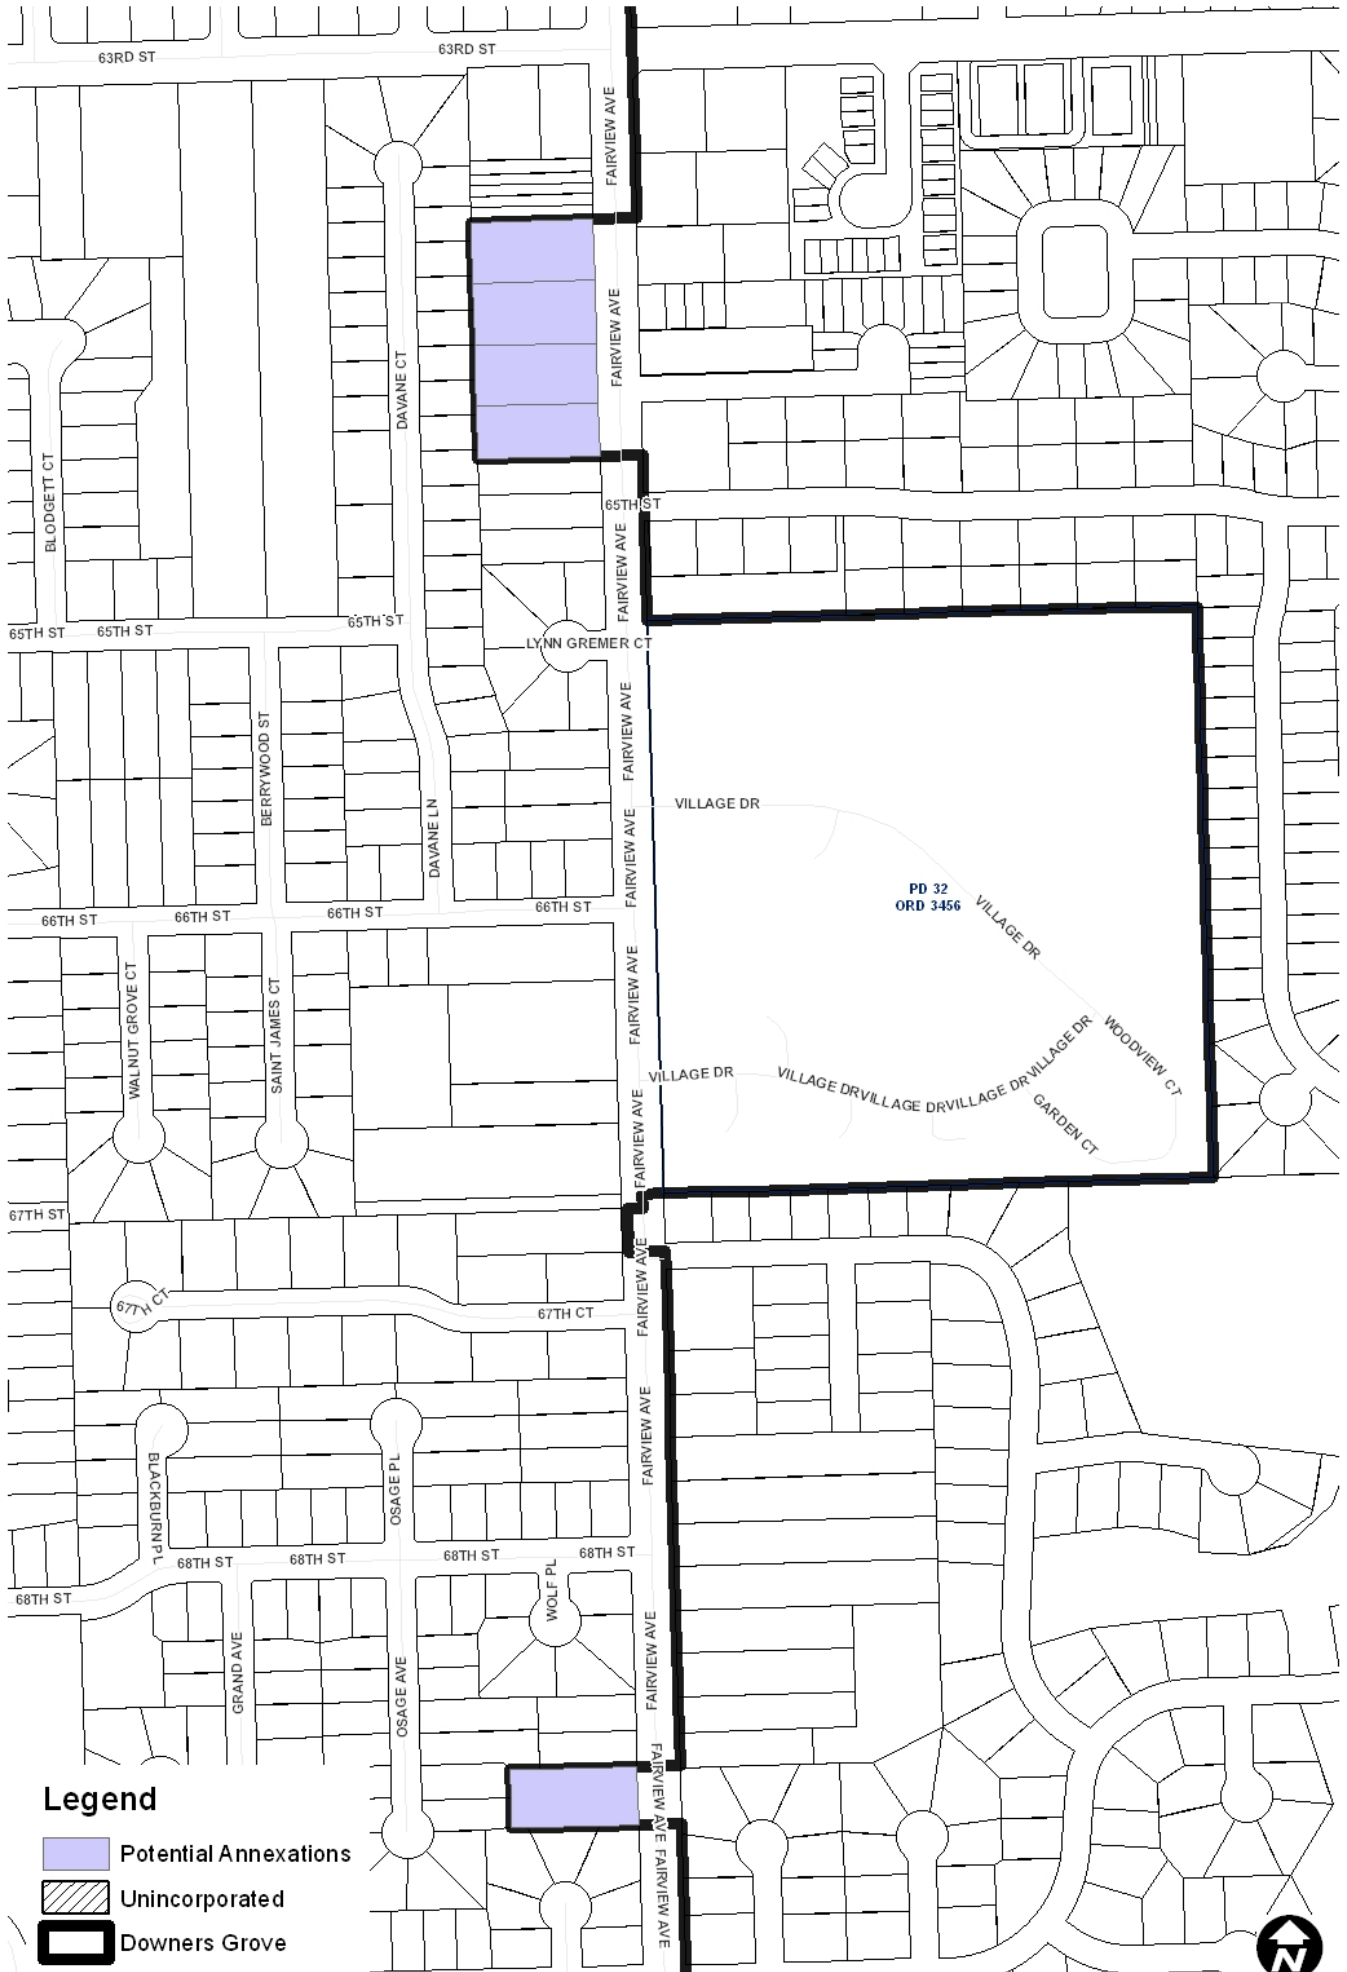 63RD ST
63RD ST
FAIRVIEW AVE
FAIRVIEW AVE
DAVANE CT
BLODGETT CT
65TH ST
FAIRVIEW AVE
65TH ST
65TH ST
65TH ST
LYNN GREMER CT
FAIRVIEW AVE
BERRYWOOD ST
DAVANE LN
VILLAGE DR
FAIRVIEW AVE
PD 32
ORD 3456
VILLAGE DR
66TH ST
66TH ST
66TH ST
66TH ST
FAIRVIEW AVE
WALNUT GROVE CT
SAINT JAMES CT
VILLAGE DR
VILLAGE DR
VILLAGE DR
VILLAGE DR
VILLAGE DR
WOODVIEW CT
GARDEN CT
FAIRVIEW AVE
67TH ST
FAIRVIEW AVE
67TH CT
67TH CT
FAIRVIEW AVE
BLACKBURN PL
OSAGE PL
68TH ST
68TH ST
68TH ST
68TH ST
68TH ST
WOLF PL
GRAND AVE
OSAGE AVE
FAIRVIEW AVE
FAIRVIEW AVE
FAIRVIEW AVE
Legend
Potential Annexations
Unincorporated
Downers Grove
N